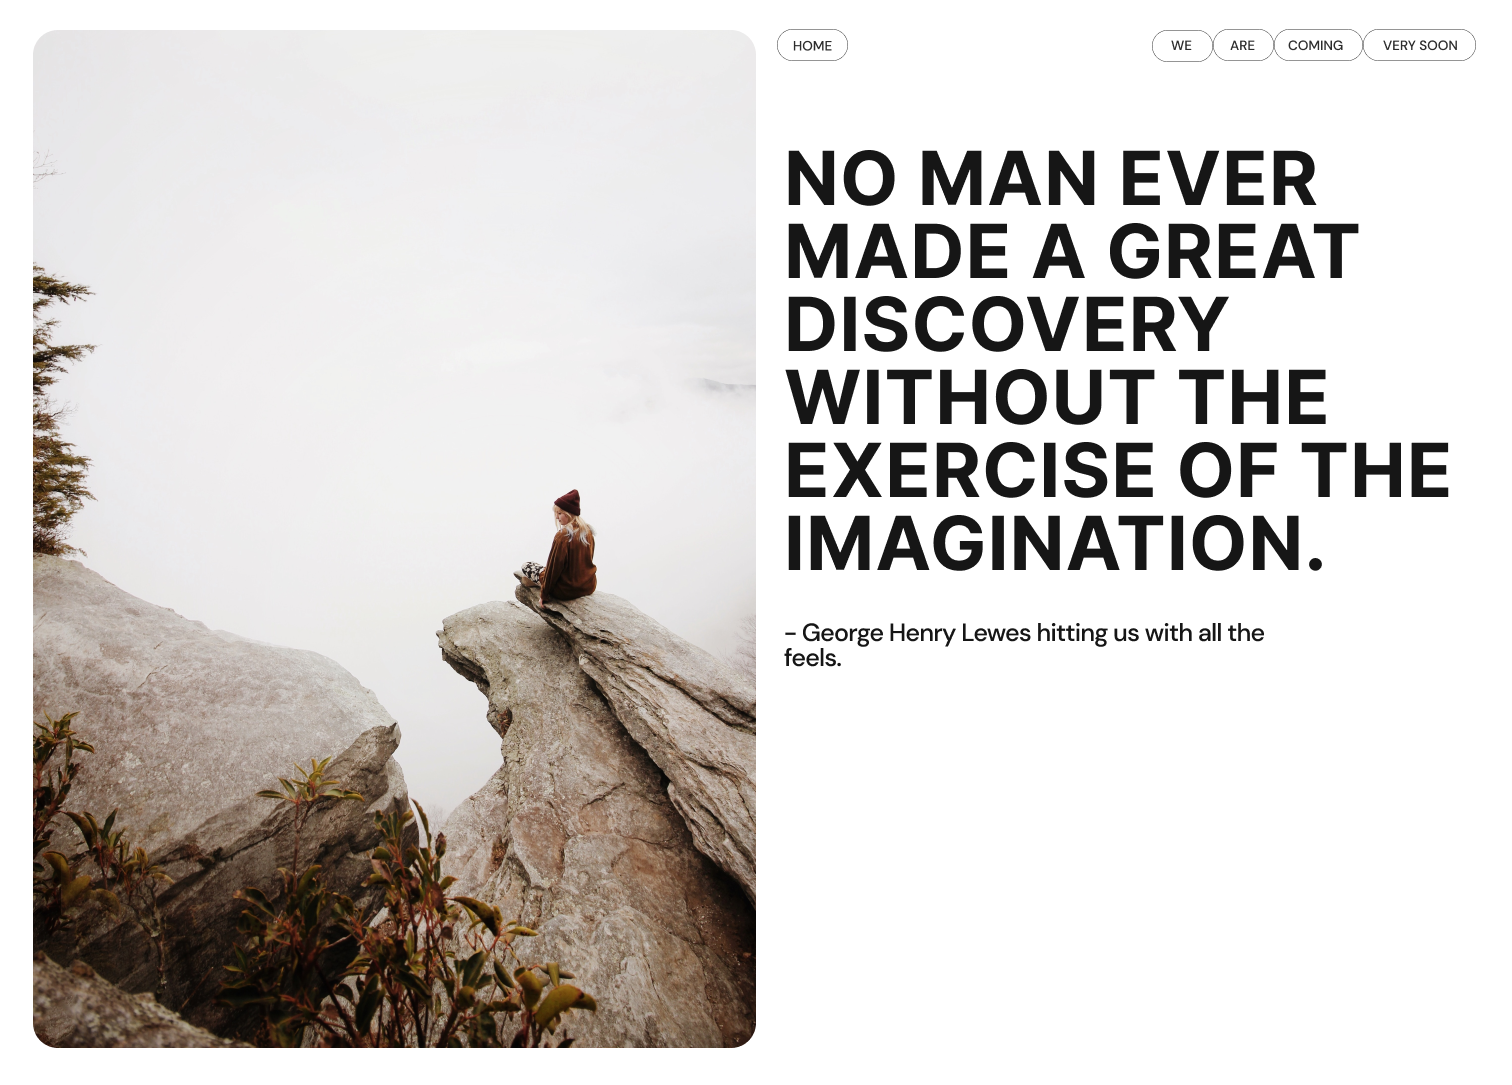 HOME
WE ARE COMING VERY SOON
NO MAN EVER
MADE A GREAT
DISCOVERY
WITHOUT THE
EXERCISE OF THE
IMAGINATION.
– George Henry Lewes hitting us with all the
feels.